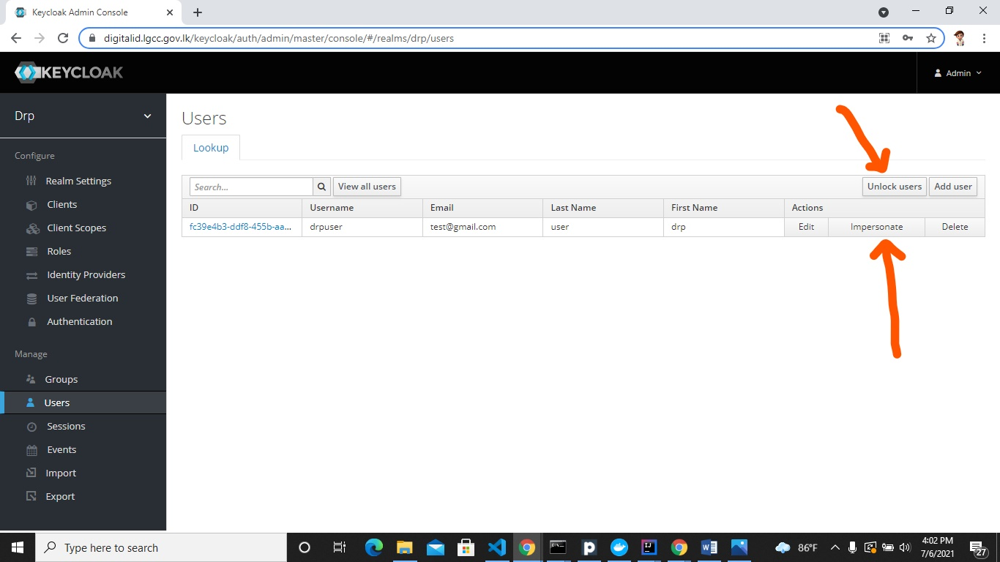 Keycloak Admin Console
digitalid.lgcc.gov.lk/keycloak/auth/admin/master/console/#/realms/drp/users
KEYCLOAK
Admin
Drp
Configure
Realm Settings
Clients
Client Scopes
Roles
Identity Providers
User Federation
Authentication
Manage
Groups
Users
Sessions
Events
Import
Export
Users
Lookup
Search...
View all users
Unlock users
Add user
ID Username Email Last Name First Name Actions
fc39e4b3-ddf8-455b-aa... drpuser test@gmail.com user drp Edit Impersonate Delete
Type here to search
86°F
4:02 PM
7/6/2021
27